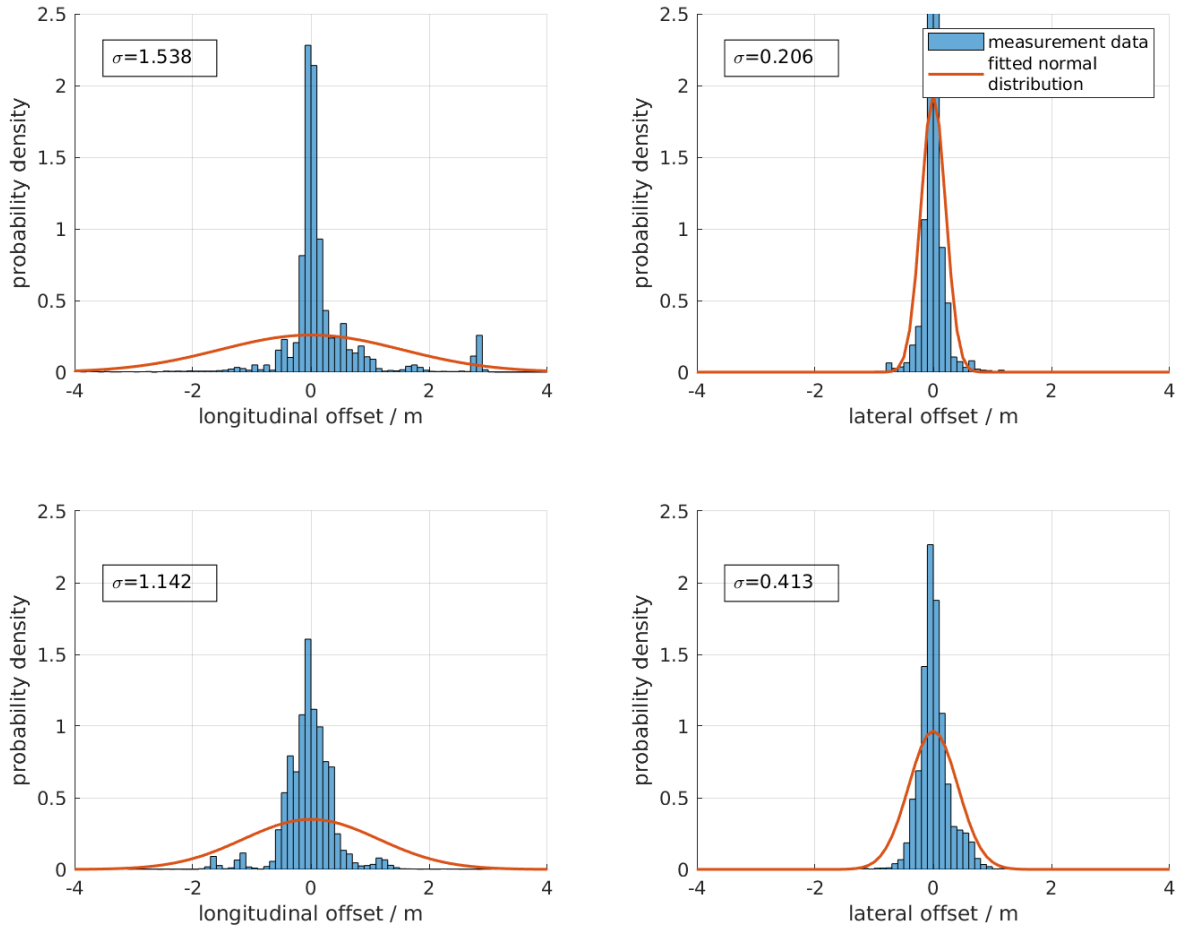 2.5
2
1.5
1
0.5
0
-4 -2 0 2 4
probability density
longitudinal offset / m
σ=1.538
2.5
2
1.5
1
0.5
0
-4 -2 0 2 4
probability density
lateral offset / m
σ=0.206
measurement data
fitted normal
distribution
2.5
2
1.5
1
0.5
0
-4 -2 0 2 4
probability density
longitudinal offset / m
σ=1.142
2.5
2
1.5
1
0.5
0
-4 -2 0 2 4
probability density
lateral offset / m
σ=0.413